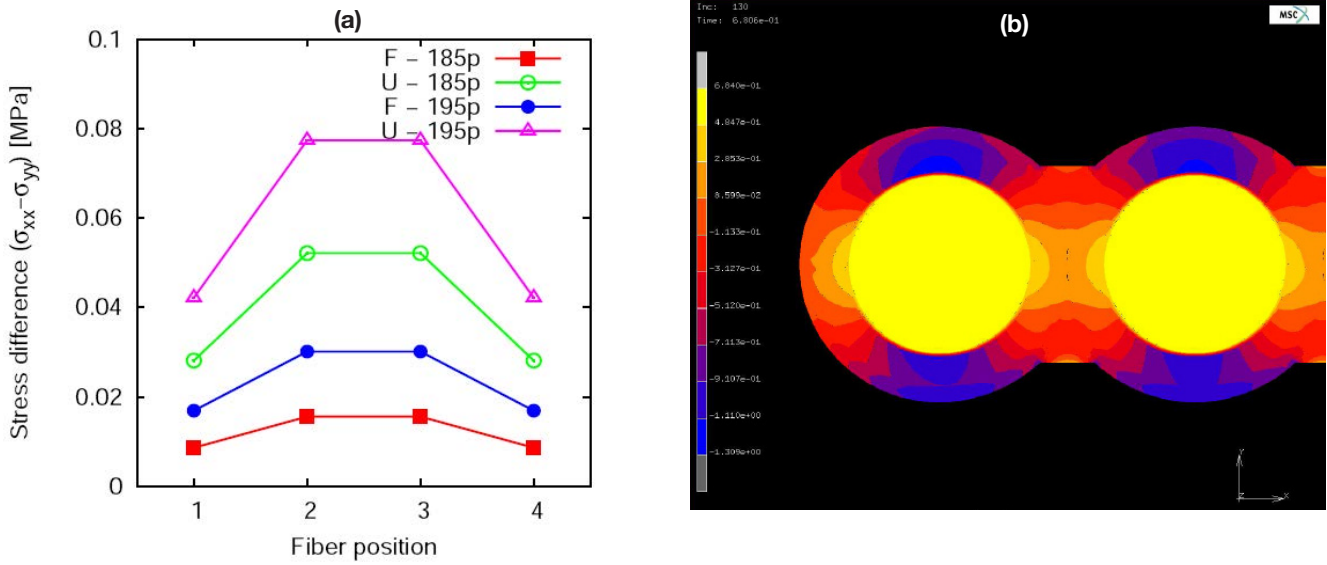 (a)
F – 185p
U – 185p
F – 195p
U – 195p
0.1
0.08
0.06
0.04
0.02
0
1 2 3 4
Stress difference (σxx–σyy) [MPa]
Fiber position
Inc: 130
Time: 6.806e-01
(b)
MSC
6.840e-01
4.847e-01
2.853e-01
8.599e-02
-1.133e-01
-3.127e-01
-5.120e-01
-7.113e-01
-9.107e-01
-1.110e+00
-1.309e+00
Y
Z
X